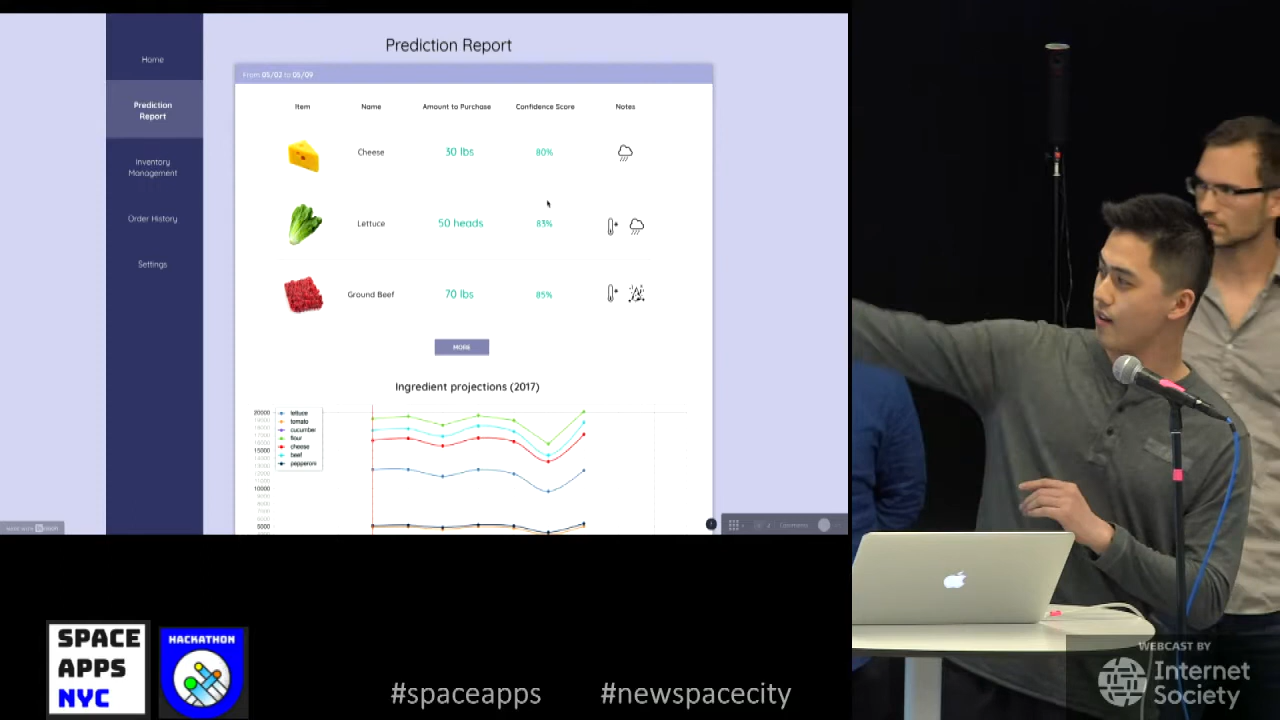 Home
Prediction
Report
Inventory
Management
Order History
Settings
Prediction Report
From 05/02 to 05/09
Item Name Amount to Purchase Confidence Score Notes
Cheese 30 lbs 80%
Lettuce 50 heads 83%
Ground Beef 70 lbs 85%
MORE
Ingredient projections (2017)
lettuce
tomato
cucumber
flour
cheese
beef
pepperoni
20000
15000
10000
5000
Comments
SPACE
APPS
NYC
HACKATHON
#spaceapps #newspacecity
WEBCAST BY
Internet
Society